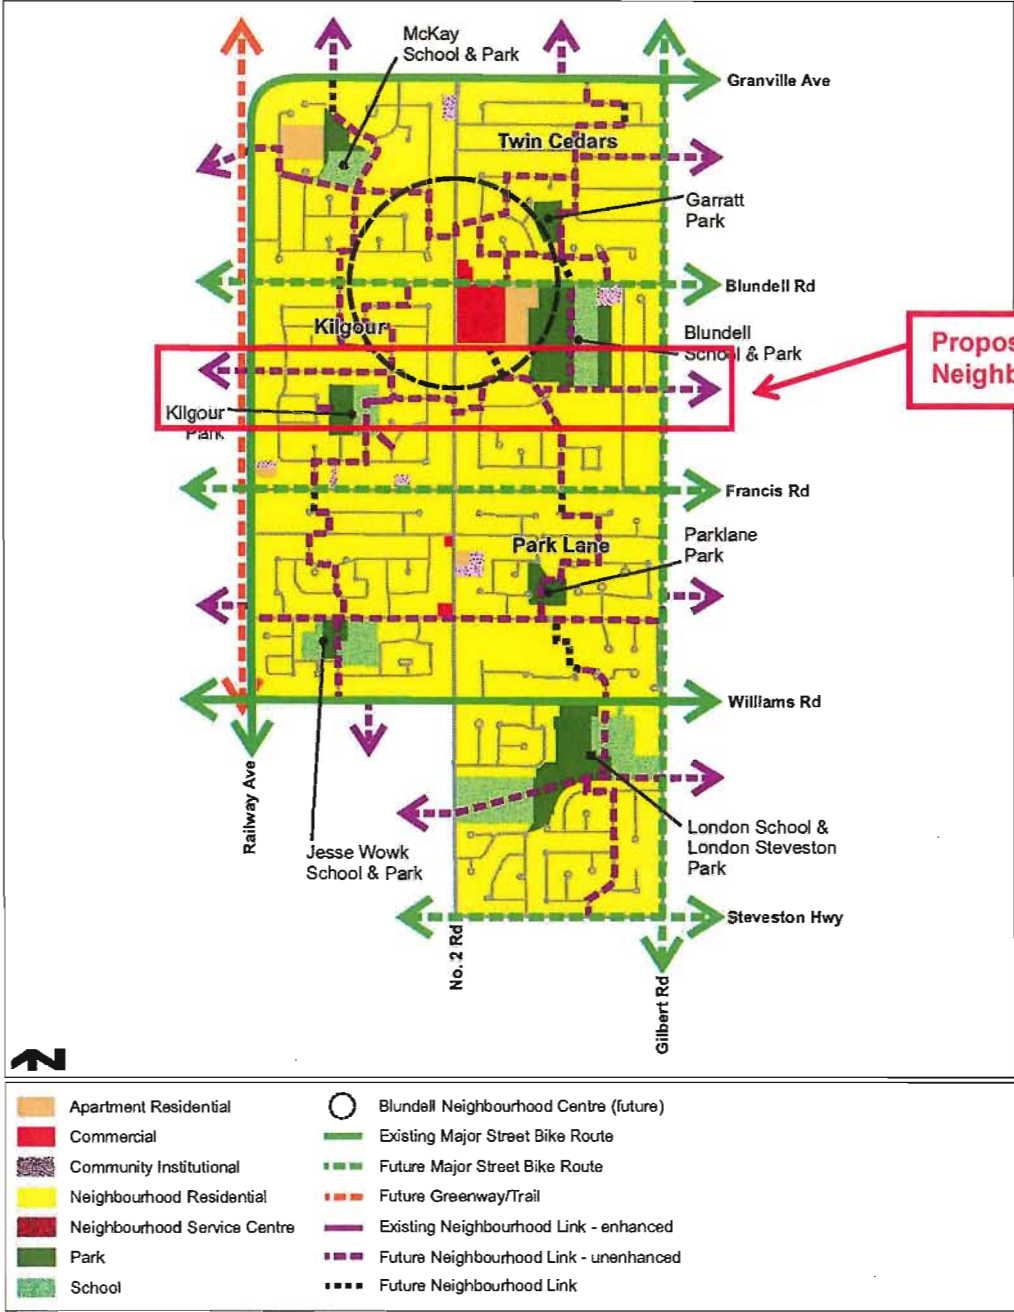 McKay
School & Park
Granville Ave
Twin Cedars
Garratt
Park
Blundell Rd
Kilgour
Blundell
School & Park
Propos
Neighb
Kilgour
Park
Francis Rd
Park Lane
Parklane
Park
Williams Rd
Railway Ave
Jesse Wowk
School & Park
London School &
London Steveston
Park
Steveston Hwy
No. 2 Rd
Gilbert Rd
N
Apartment Residential
Commercial
Community Institutional
Neighbourhood Residential
Neighbourhood Service Centre
Park
School
Blundell Neighbourhood Centre (future)
Existing Major Street Bike Route
Future Major Street Bike Route
Future Greenway/Trail
Existing Neighbourhood Link - enhanced
Future Neighbourhood Link - unenhanced
Future Neighbourhood Link